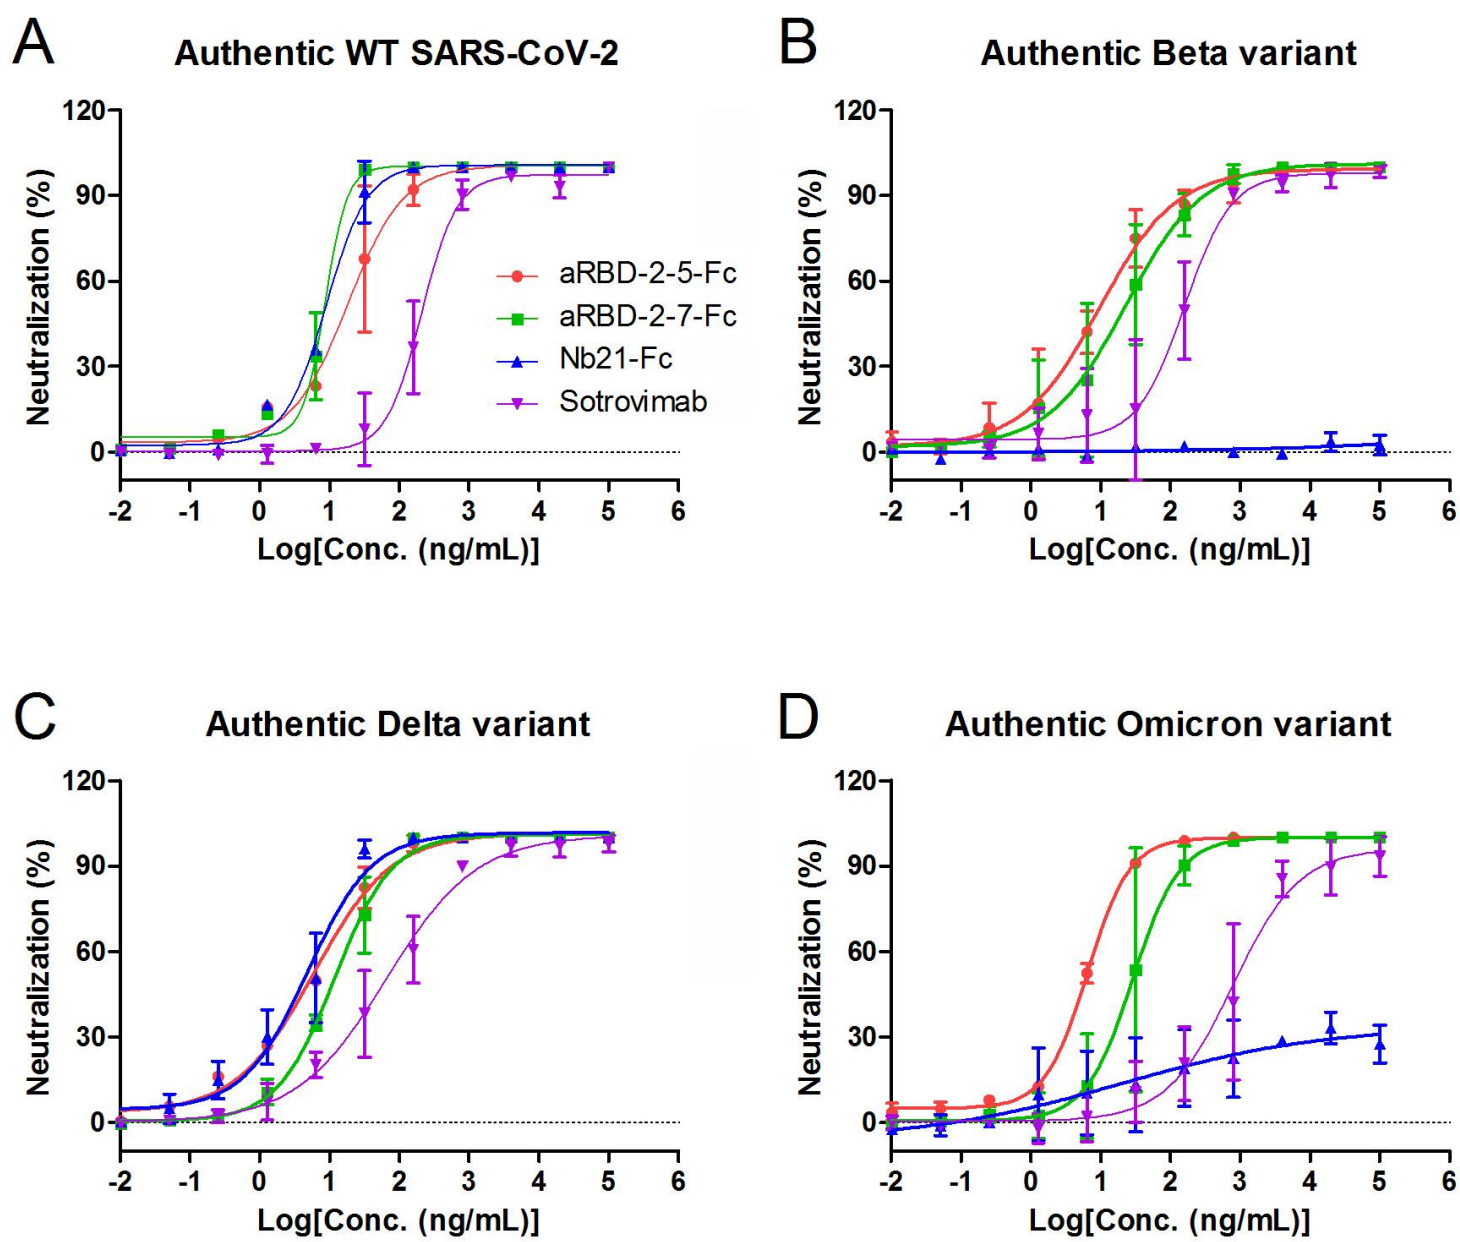 A
Authentic WT SARS-CoV-2
120
90
60
30
0
Neutralization (%)
-2 -1 0 1 2 3 4 5 6
Log[Conc. (ng/mL)]
aRBD-2-5-Fc
aRBD-2-7-Fc
Nb21-Fc
Sotrovimab
B
Authentic Beta variant
120
90
60
30
0
Neutralization (%)
-2 -1 0 1 2 3 4 5 6
Log[Conc. (ng/mL)]
C
Authentic Delta variant
120
90
60
30
0
Neutralization (%)
-2 -1 0 1 2 3 4 5 6
Log[Conc. (ng/mL)]
D
Authentic Omicron variant
120
90
60
30
0
Neutralization (%)
-2 -1 0 1 2 3 4 5 6
Log[Conc. (ng/mL)]